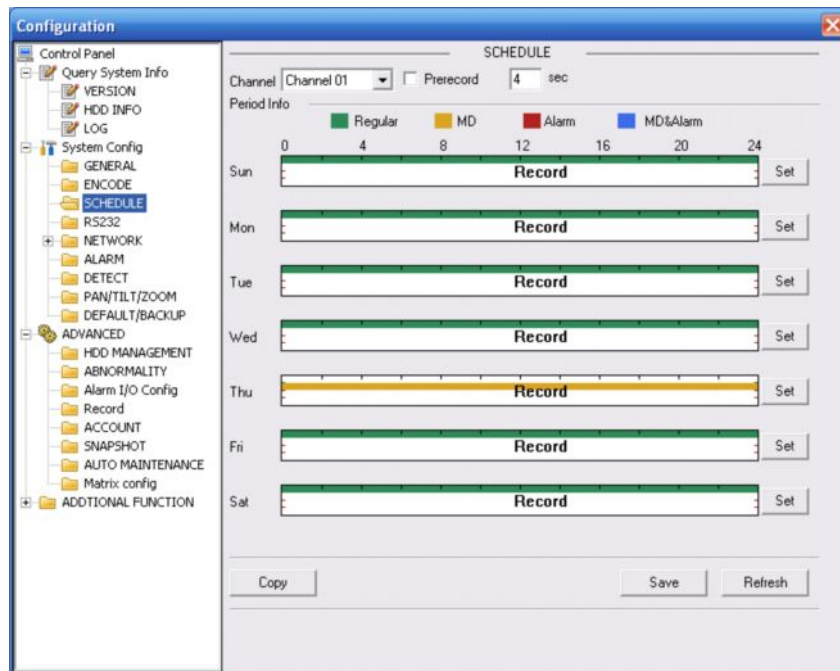 Configuration
Control Panel
Query System Info
VERSION
HDD INFO
LOG
System Config
GENERAL
ENCODE
SCHEDULE
RS232
NETWORK
ALARM
DETECT
PAN/TILT/ZOOM
DEFAULT/BACKUP
ADVANCED
HDD MANAGEMENT
ABNORMALITY
Alarm I/O Config
Record
ACCOUNT
SNAPSHOT
AUTO MAINTENANCE
Matrix config
ADDTIONAL FUNCTION
SCHEDULE
Channel Channel 01 Prerecord 4 sec
Period Info
Regular MD Alarm MD&Alarm
0 4 8 12 16 20 24
Sun Record Set
Mon Record Set
Tue Record Set
Wed Record Set
Thu Record Set
Fri Record Set
Sat Record Set
Copy Save Refresh